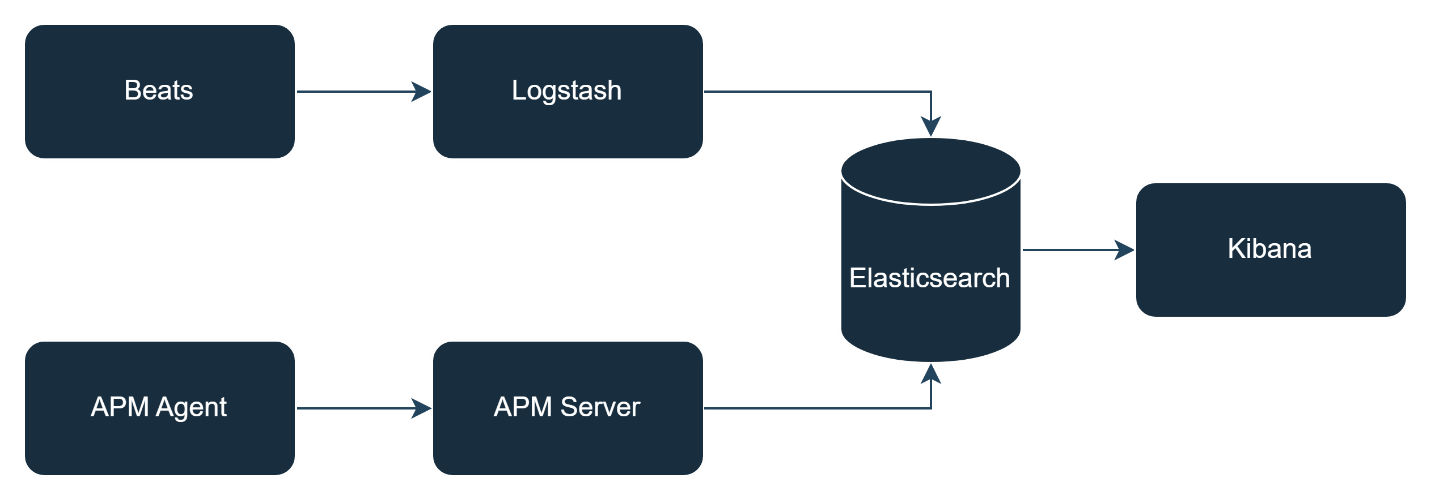 Beats
Logstash
Elasticsearch
Kibana
APM Agent
APM Server